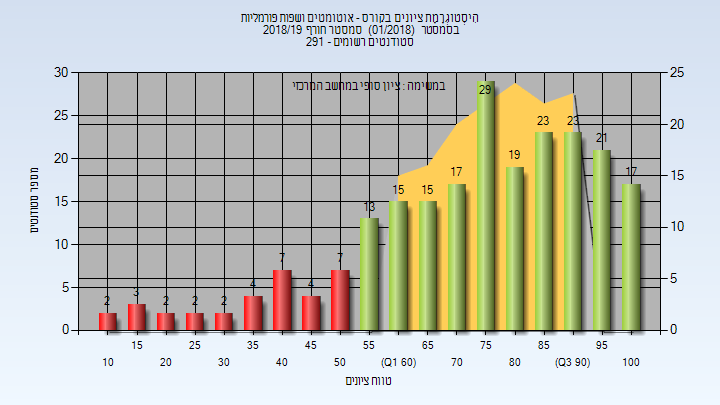 הִיסְטוֹגְרָמַת ציונים בקורס - אוטומטים ושפות פורמליות
בסמסטר (01/2018) סמסטר חורף 2018/19
סטודנטים רשומים - 291
במשימה : ציון סופי במחשב המרכזי
מספר סטודנטים
30 25 20 15 10 5 0
25 20 15 10 5 0
2 3 2 2 2 4 7 4 7 13 15 15 17 29 19 23 23 21 17
15 25 35 45 55 65 75 85 95
10 20 30 40 50 (Q1 60) 70 80 (Q3 90) 100
טווח ציונים